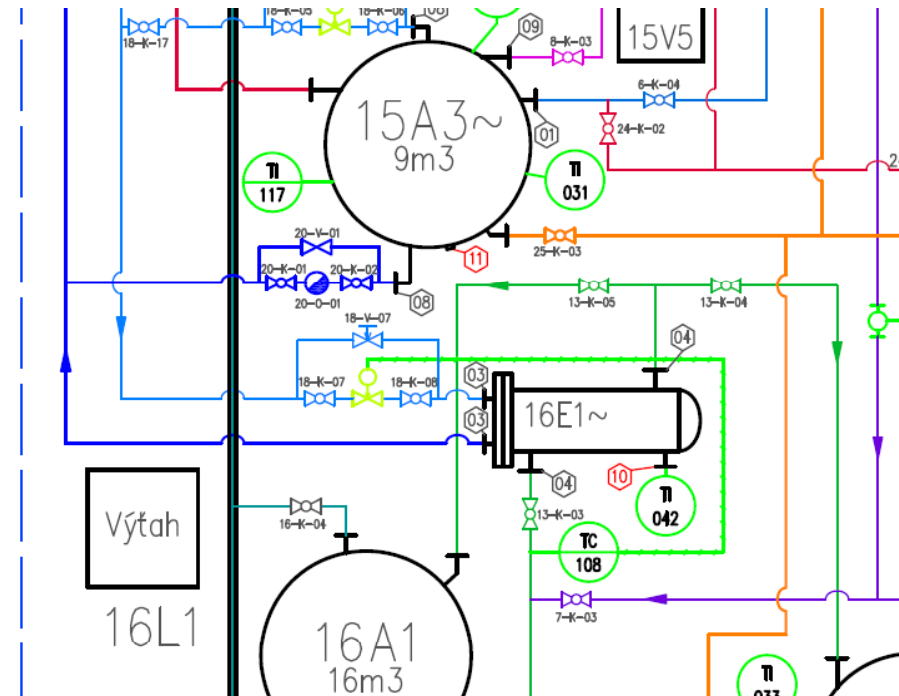 18-K-05
18-K-06
18-K-17
09
8-K-03
15V5
6-K-04
01
24-K-02
15A3~
9m3
TI
117
TI
031
25-K-03
11
20-V-01
20-K-01
20-K-02
20-O-01
08
13-K-05
13-K-04
18-V-07
04
03
18-K-07
18-K-08
03
16E1~
10
04
TI
042
13-K-03
16-K-04
TC
108
Výťah
16L1
7-K-03
16A1
16m3
TI
033